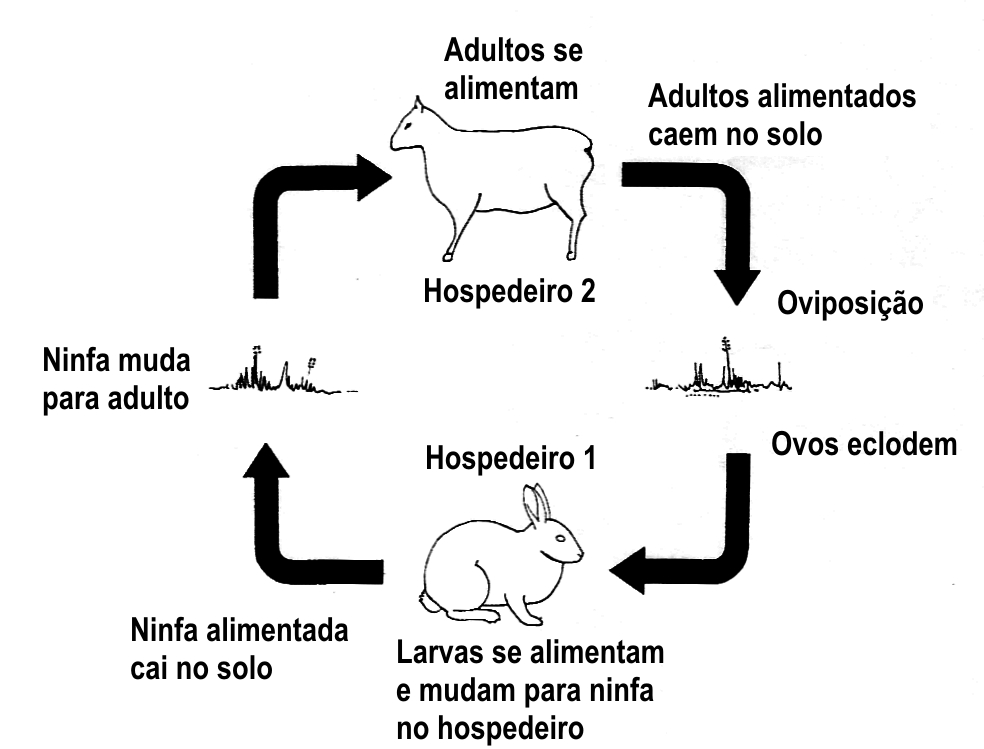 Adultos se
alimentam
Adultos alimentados
caem no solo
Hospedeiro 2
Oviposição
Ninfa muda
para adulto
Ovos eclodem
Hospedeiro 1
Ninfa alimentada
cai no solo
Larvas se alimentam
e mudam para ninfa
no hospedeiro